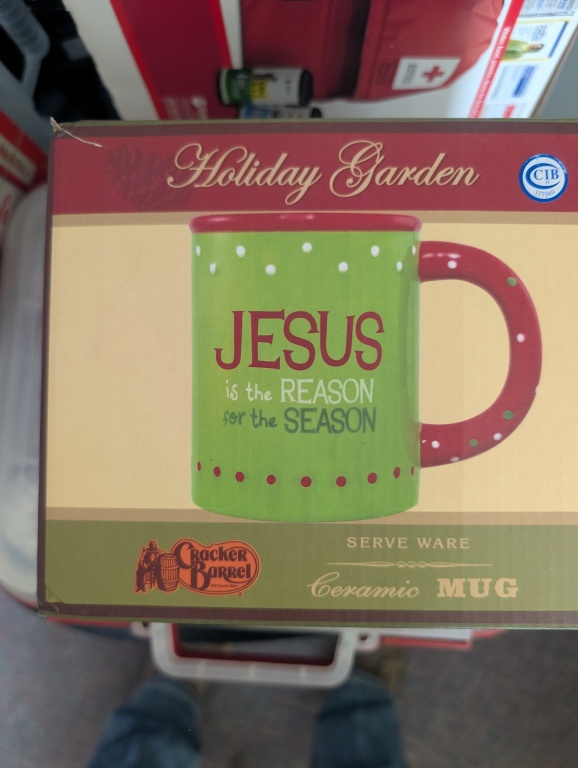 Holiday Garden
CIB
JESUS
is the REASON
for the SEASON
Cracker
Barrel
SERVE WARE
Ceramic MUG